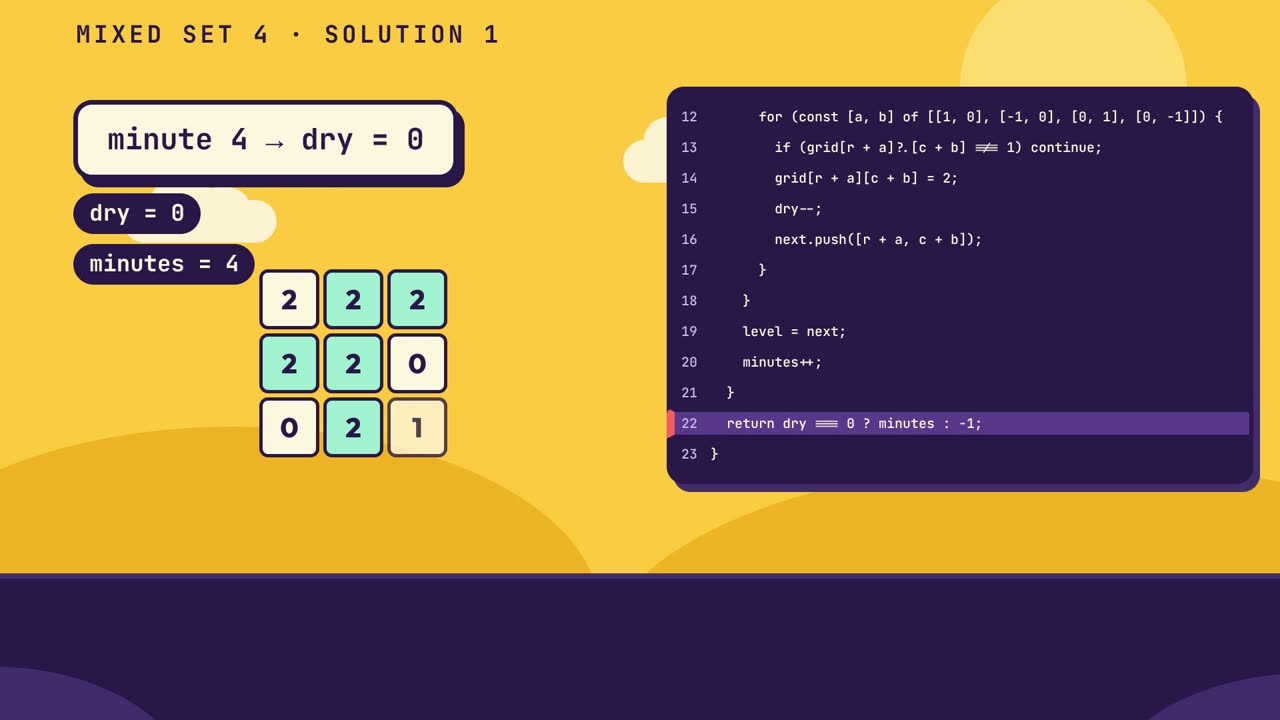 MIXED SET 4 · SOLUTION 1
minute 4 → dry = 0
dry = 0
minutes = 4
2 2 2
2 2 0
0 2 1
12 for (const [a, b] of [[1, 0], [-1, 0], [0, 1], [0, -1]]) {
13 if (grid[r + a]?.[c + b] !== 1) continue;
14 grid[r + a][c + b] = 2;
15 dry--;
16 next.push([r + a, c + b]);
17 }
18 }
19 level = next;
20 minutes++;
21 }
22 return dry === 0 ? minutes : -1;
23 }